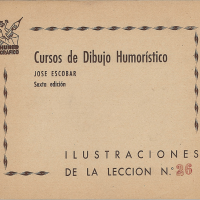 Cursos de Dibujo Humorístico
JOSE ESCOBAR
Sexta edición
ILUSTRACIONES
DE LA LECCION N.º 26